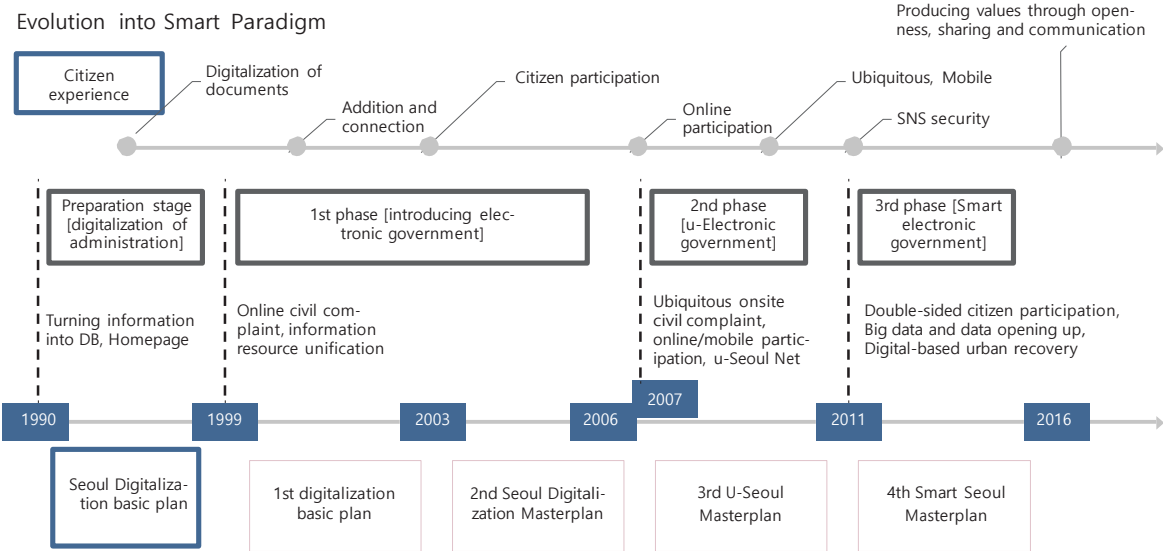 Evolution into Smart Paradigm
Producing values through open-
ness, sharing and communication
Citizen
experience
Digitalization of
documents
Addition and
connection
Citizen participation
Online
participation
Ubiquitous, Mobile
SNS security
Preparation stage
[digitalization of
administration]
1st phase [introducing elec-
tronic government]
2nd phase
[u-Electronic
government]
3rd phase [Smart
electronic
government]
Turning information
into DB, Homepage
Online civil com-
plaint, information
resource unification
Ubiquitous onsite
civil complaint,
online/mobile partic-
ipation, u-Seoul Net
Double-sided citizen participation,
Big data and data opening up,
Digital-based urban recovery
1990
1999
2003
2006
2007
2011
2016
Seoul Digitaliza-
tion basic plan
1st digitalization
basic plan
2nd Seoul Digitali-
zation Masterplan
3rd U-Seoul
Masterplan
4th Smart Seoul
Masterplan